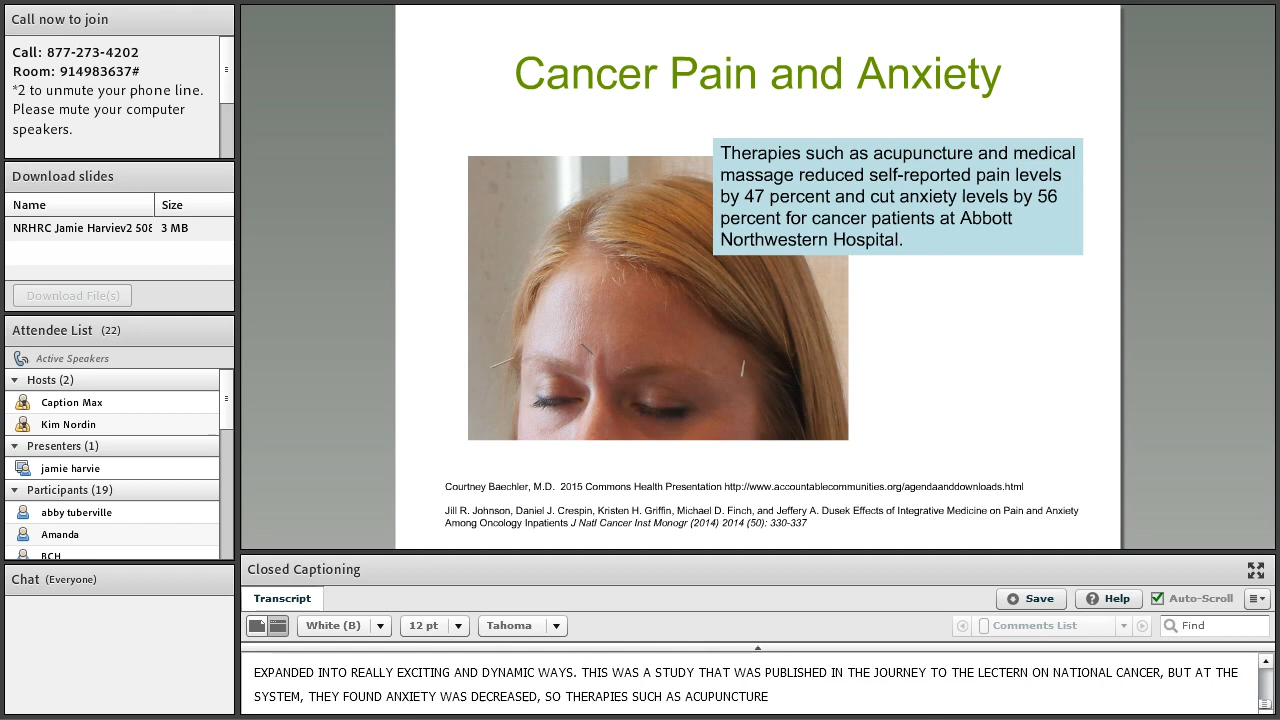 Call now to join
Call: 877-273-4202
Room: 914983637#
*2 to unmute your phone line.
Please mute your computer
speakers.
Download slides
Name Size
NRHRC Jamie Harviev2 508 3 MB
Download File(s)
Attendee List (22)
Active Speakers
Hosts (2)
Caption Max
Kim Nordin
Presenters (1)
jamie harvie
Participants (19)
abby tuberville
Amanda
BCH
Chat (Everyone)
Cancer Pain and Anxiety
Therapies such as acupuncture and medical
massage reduced self-reported pain levels
by 47 percent and cut anxiety levels by 56
percent for cancer patients at Abbott
Northwestern Hospital.
Courtney Baechler, M.D. 2015 Commons Health Presentation http://www.accountablecommunities.org/agendaanddownloads.html
Jill R. Johnson, Daniel J. Crespin, Kristen H. Griffin, Michael D. Finch, and Jeffery A. Dusek Effects of Integrative Medicine on Pain and Anxiety
Among Oncology Inpatients J Natl Cancer Inst Monogr (2014) 2014 (50): 330-337
Closed Captioning
Transcript Save Help Auto-Scroll
White (B) 12 pt Tahoma Comments List Find
EXPANDED INTO REALLY EXCITING AND DYNAMIC WAYS. THIS WAS A STUDY THAT WAS PUBLISHED IN THE JOURNEY TO THE LECTERN ON NATIONAL CANCER, BUT AT THE
SYSTEM, THEY FOUND ANXIETY WAS DECREASED, SO THERAPIES SUCH AS ACUPUNCTURE